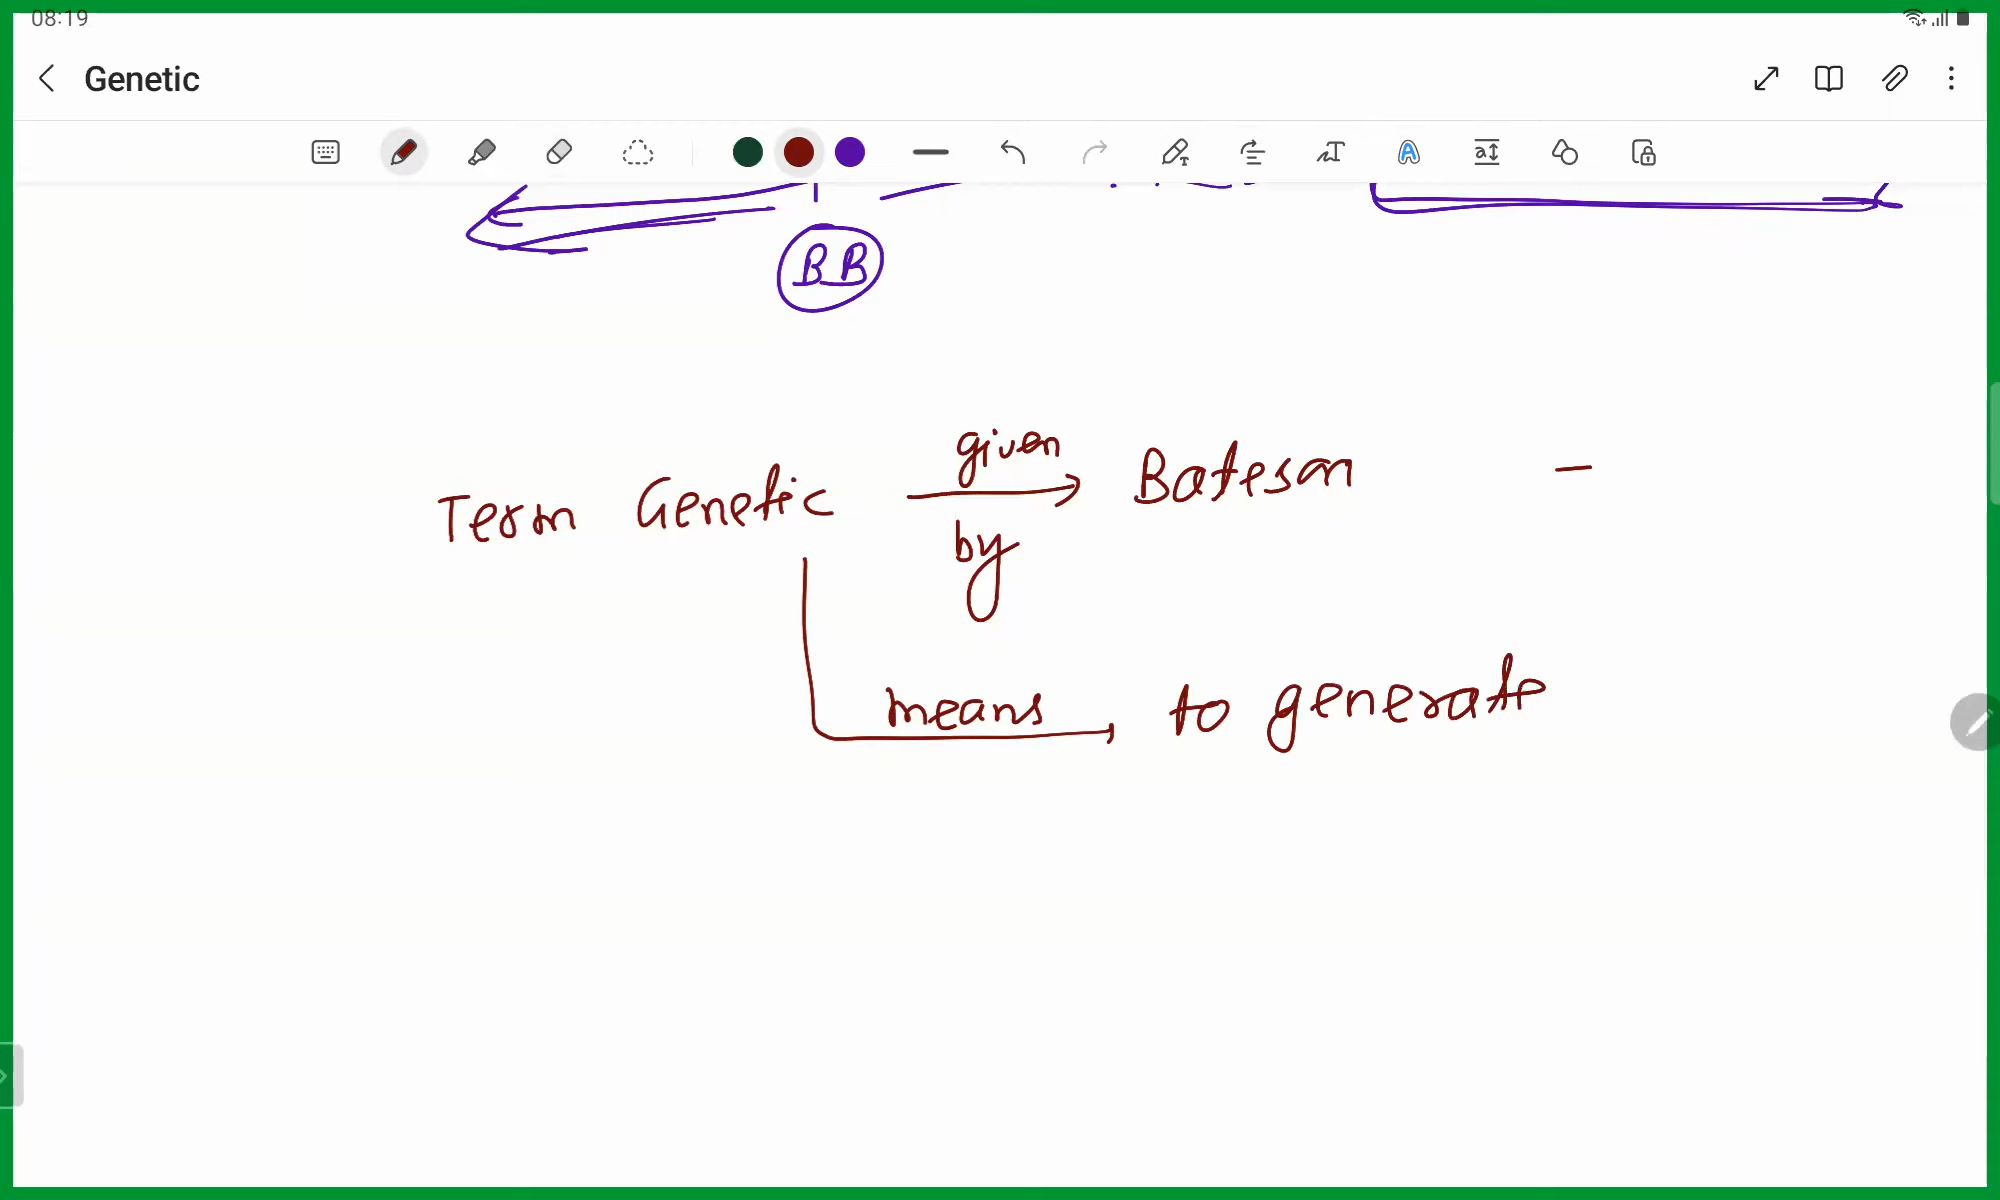 08:19
Genetic
BB
Term Genetic given by Bateson -
means to generate